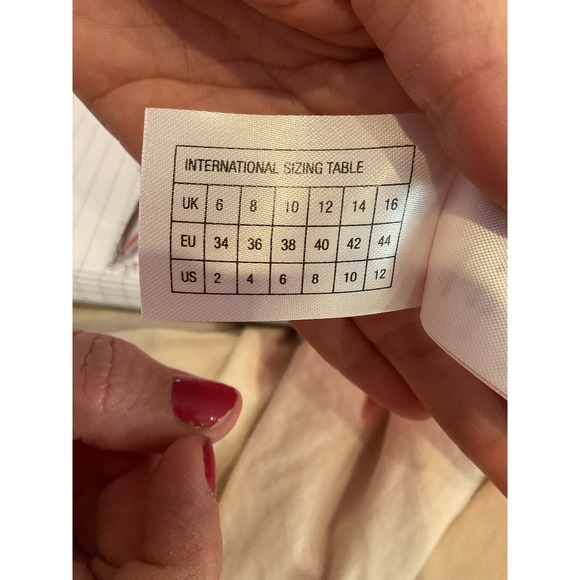 INTERNATIONAL SIZING TABLE
UK 6 8 10 12 14 16
EU 34 36 38 40 42 44
US 2 4 6 8 10 12